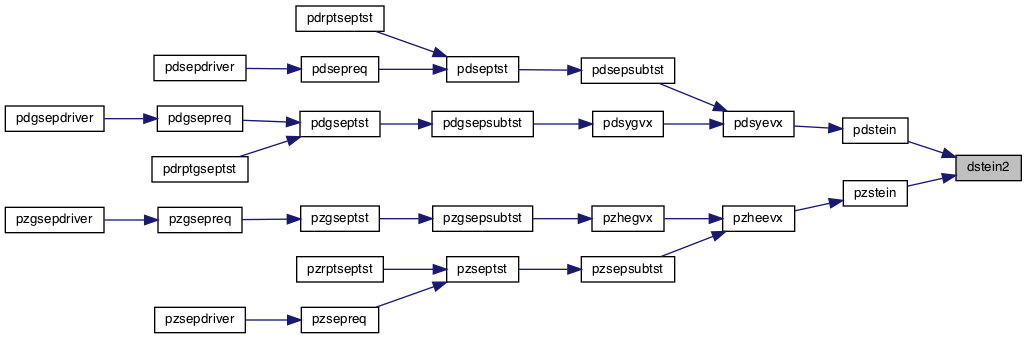 pdrptseptst
pdsepdriver
pdsepreq
pdseptst
pdsepsubtst
pdgsepdriver
pdgsepreq
pdgseptst
pdgsepsubtst
pdsygvx
pdsyevx
pdstein
pdrptgseptst
dstein2
pzstein
pzgsepdriver
pzgsepreq
pzgseptst
pzgsepsubtst
pzhegvx
pzheevx
pzrptseptst
pzseptst
pzsepsubtst
pzsepdriver
pzsepreq